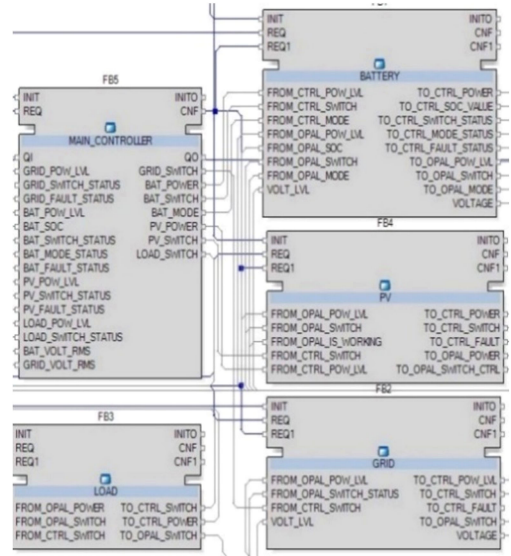 INIT INITO
REQ CNF
REQ1 CNF1
BATTERY
FROM_CTRL_POW_LVL TO_CTRL_POWER
FROM_CTRL_SWITCH TO_CTRL_SOC_VALUE
FROM_CTRL_MODE TO_CTRL_SWITCH_STATUS
FROM_OPAL_POW_LVL TO_CTRL_MODE_STATUS
FROM_OPAL_SOC TO_CTRL_FAULT_STATUS
FROM_OPAL_SWITCH TO_OPAL_POW_LVL
FROM_OPAL_MODE TO_OPAL_SWITCH
VOLT_LVL TO_OPAL_MODE
VOLTAGE
FB5
INIT INITO
REQ CNF
MAIN_CONTROLLER
QI QO
GRID_POW_LVL GRID_SWITCH
GRID_SWITCH_STATUS BAT_POWER
GRID_FAULT_STATUS BAT_SWITCH
BAT_POW_LVL BAT_MODE
BAT_SOC PV_POWER
BAT_SWITCH_STATUS PV_SWITCH
BAT_MODE_STATUS LOAD_SWITCH
BAT_FAULT_STATUS
PV_POW_LVL
PV_SWITCH_STATUS
PV_FAULT_STATUS
LOAD_POW_LVL
LOAD_SWITCH_STATUS
BAT_VOLT_RMS
GRID_VOLT_RMS
FB4
INIT INITO
REQ CNF
REQ1 CNF1
PV
FROM_OPAL_POW_LVL TO_CTRL_POWER
FROM_OPAL_SWITCH TO_CTRL_SWITCH
FROM_OPAL_IS_WORKING TO_CTRL_FAULT
FROM_CTRL_SWITCH TO_OPAL_POWER
FROM_CTRL_POW_LVL TO_OPAL_SWITCH_CTRL
FB3
INIT INITO
REQ CNF
REQ1 CNF1
LOAD
FROM_OPAL_POWER TO_CTRL_SWITCH
FROM_OPAL_SWITCH TO_CTRL_POWER
FROM_CTRL_SWITCH TO_OPAL_SWITCH
FB2
INIT INITO
REQ CNF
REQ1 CNF1
GRID
FROM_OPAL_POW_LVL TO_CTRL_POW_LVL
FROM_OPAL_SWITCH_STATUS TO_CTRL_SWITCH
FROM_CTRL_SWITCH TO_CTRL_FAULT
VOLT_LVL TO_OPAL_SWITCH
VOLTAGE